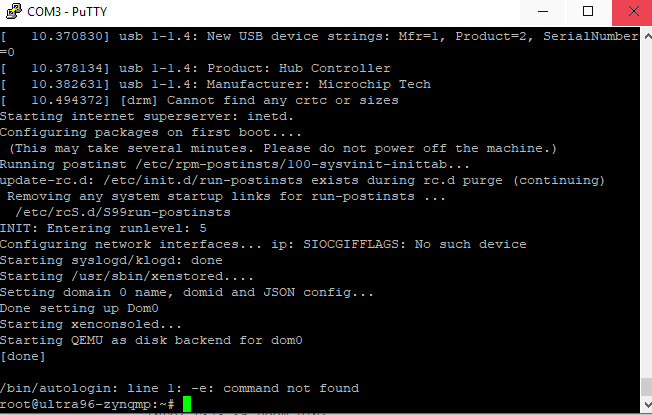 COM3 - PuTTY
[   10.370830] usb 1-1.4: New USB device strings: Mfr=1, Product=2, SerialNumber
=0
[   10.378134] usb 1-1.4: Product: Hub Controller
[   10.382631] usb 1-1.4: Manufacturer: Microchip Tech
[   10.494372] [drm] Cannot find any crtc or sizes
Starting internet superserver: inetd.
Configuring packages on first boot....
 (This may take several minutes. Please do not power off the machine.)
Running postinst /etc/rpm-postinsts/100-sysvinit-inittab...
update-rc.d: /etc/init.d/run-postinsts exists during rc.d purge (continuing)
 Removing any system startup links for run-postinsts ...
  /etc/rcS.d/S99run-postinsts
INIT: Entering runlevel: 5
Configuring network interfaces... ip: SIOCGIFFLAGS: No such device
Starting syslogd/klogd: done
Starting /usr/sbin/xenstored....
Setting domain 0 name, domid and JSON config...
Done setting up Dom0
Starting xenconsoled...
Starting QEMU as disk backend for dom0
[done]
/bin/autologin: line 1: -e: command not found
root@ultra96-zynqmp:~#